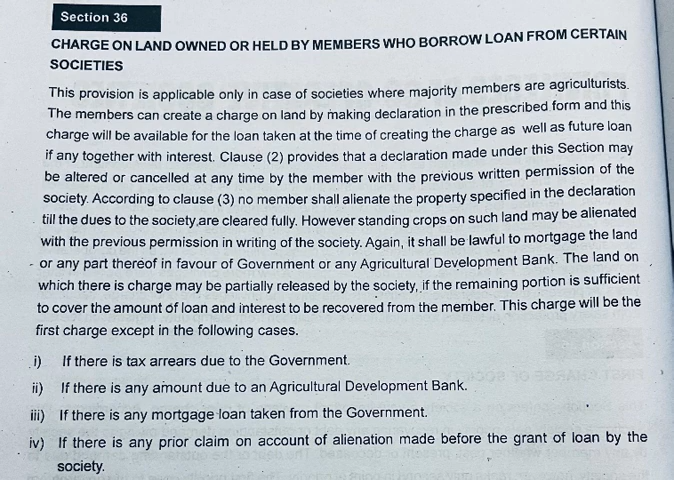 Section 36
CHARGE ON LAND OWNED OR HELD BY MEMBERS WHO BORROW LOAN FROM CERTAIN
SOCIETIES
This provision is applicable only in case of societies where majority members are agriculturists.
The members can create a charge on land by making declaration in the prescribed form and this
charge will be available for the loan taken at the time of creating the charge as well as future loan
if any together with interest. Clause (2) provides that a declaration made under this Section may
be altered or cancelled at any time by the member with the previous written permission of the
society. According to clause (3) no member shall alienate the property specified in the declaration
till the dues to the society are cleared fully. However standing crops on such land may be alienated
with the previous permission in writing of the society. Again, it shall be lawful to mortgage the land
or any part thereof in favour of Government or any Agricultural Development Bank. The land on
which there is charge may be partially released by the society, if the remaining portion is sufficient
to cover the amount of loan and interest to be recovered from the member. This charge will be the
first charge except in the following cases.
i) If there is tax arrears due to the Government.
ii) If there is any amount due to an Agricultural Development Bank.
iii) If there is any mortgage loan taken from the Government.
iv) If there is any prior claim on account of alienation made before the grant of loan by the
society.